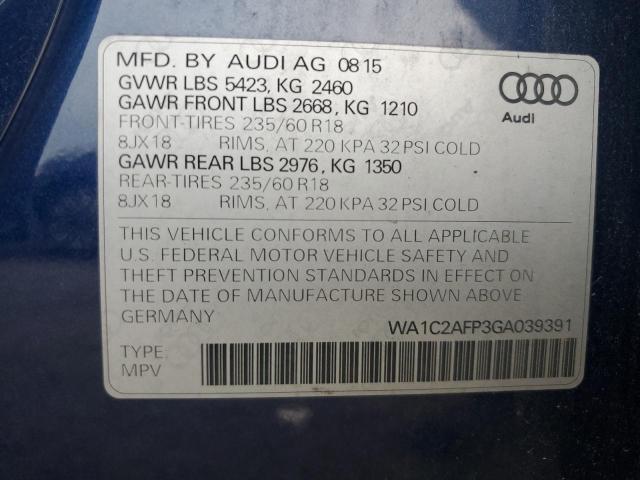 MFD. BY AUDI AG 08 15
GVWR LBS 5423, KG 2460
GAWR FRONT LBS 2668, KG 1210
FRONT-TIRES 235/60 R18
8JX18 RIMS, AT 220 KPA 32 PSI COLD
GAWR REAR LBS 2976, KG 1350
REAR-TIRES 235/60 R18
8JX18 RIMS, AT 220 KPA 32 PSI COLD
Audi
THIS VEHICLE CONFORMS TO ALL APPLICABLE
U.S. FEDERAL MOTOR VEHICLE SAFETY AND
THEFT PREVENTION STANDARDS IN EFFECT ON
THE DATE OF MANUFACTURE SHOWN ABOVE
GERMANY WA1C2AFP3GA039391
TYPE:
MPV